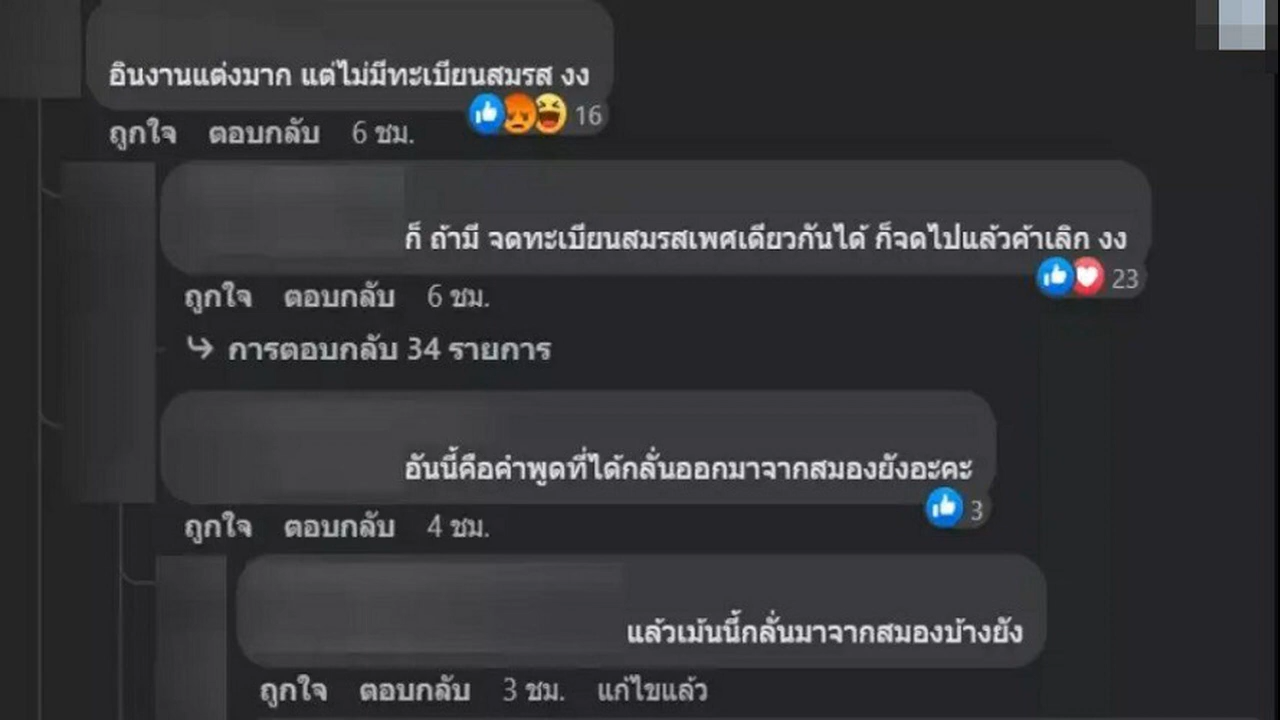 อินงานแต่งมาก แต่ไม่มีทะเบียนสมรส งง
16
ถูกใจ ตอบกลับ 6 ชม.
ก็ ถ้ามี จดทะเบียนสมรสเพศเดียวกันได้ ก็จดไปแล้วค้าเลิก งง
23
ถูกใจ ตอบกลับ 6 ชม.
การตอบกลับ 34 รายการ
อันนี้คือคำพูดที่ได้กลั่นออกมาจากสมองยังอะคะ
3
ถูกใจ ตอบกลับ 4 ชม.
แล้วเม้นนี้กลั่นมาจากสมองบ้างยัง
ถูกใจ ตอบกลับ 3 ชม. แก้ไขแล้ว